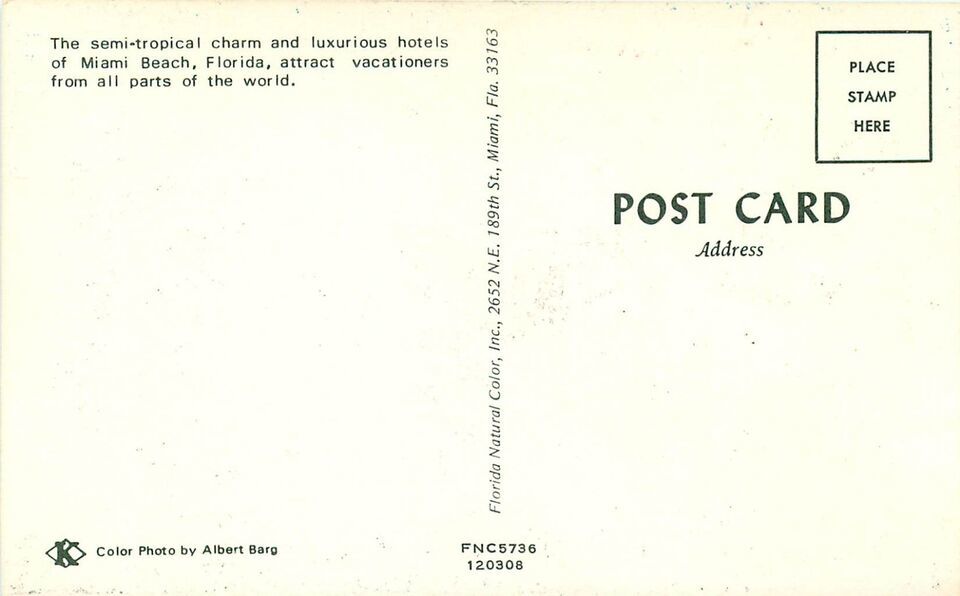 The semi-tropical charm and luxurious hotels
of Miami Beach, Florida, attract vacationers
from all parts of the world.
Florida Natural Color, Inc., 2652 N.E. 189th St., Miami, Fla. 33163
PLACE
STAMP
HERE
POST CARD
Address
K Color Photo by Albert Barg
FNC5736
120308